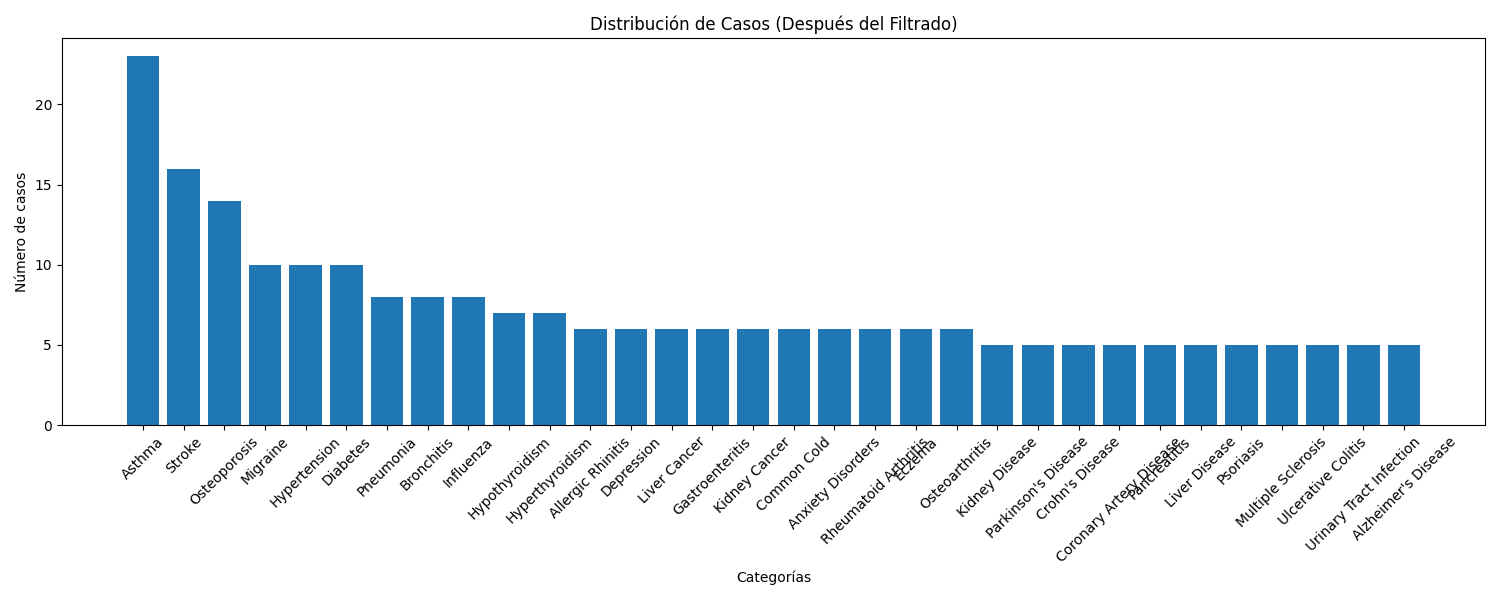 Distribución de Casos (Después del Filtrado)
Número de casos
20
15
10
5
0
Asthma
Stroke
Osteoporosis
Migraine
Hypertension
Diabetes
Pneumonia
Bronchitis
Influenza
Hypothyroidism
Hyperthyroidism
Allergic Rhinitis
Depression
Liver Cancer
Gastroenteritis
Kidney Cancer
Common Cold
Anxiety Disorders
Rheumatoid Arthritis
Eczema
Osteoarthritis
Kidney Disease
Parkinson's Disease
Crohn's Disease
Coronary Artery Disease
Pancreatitis
Liver Disease
Psoriasis
Multiple Sclerosis
Ulcerative Colitis
Urinary Tract Infection
Alzheimer's Disease
Categorías